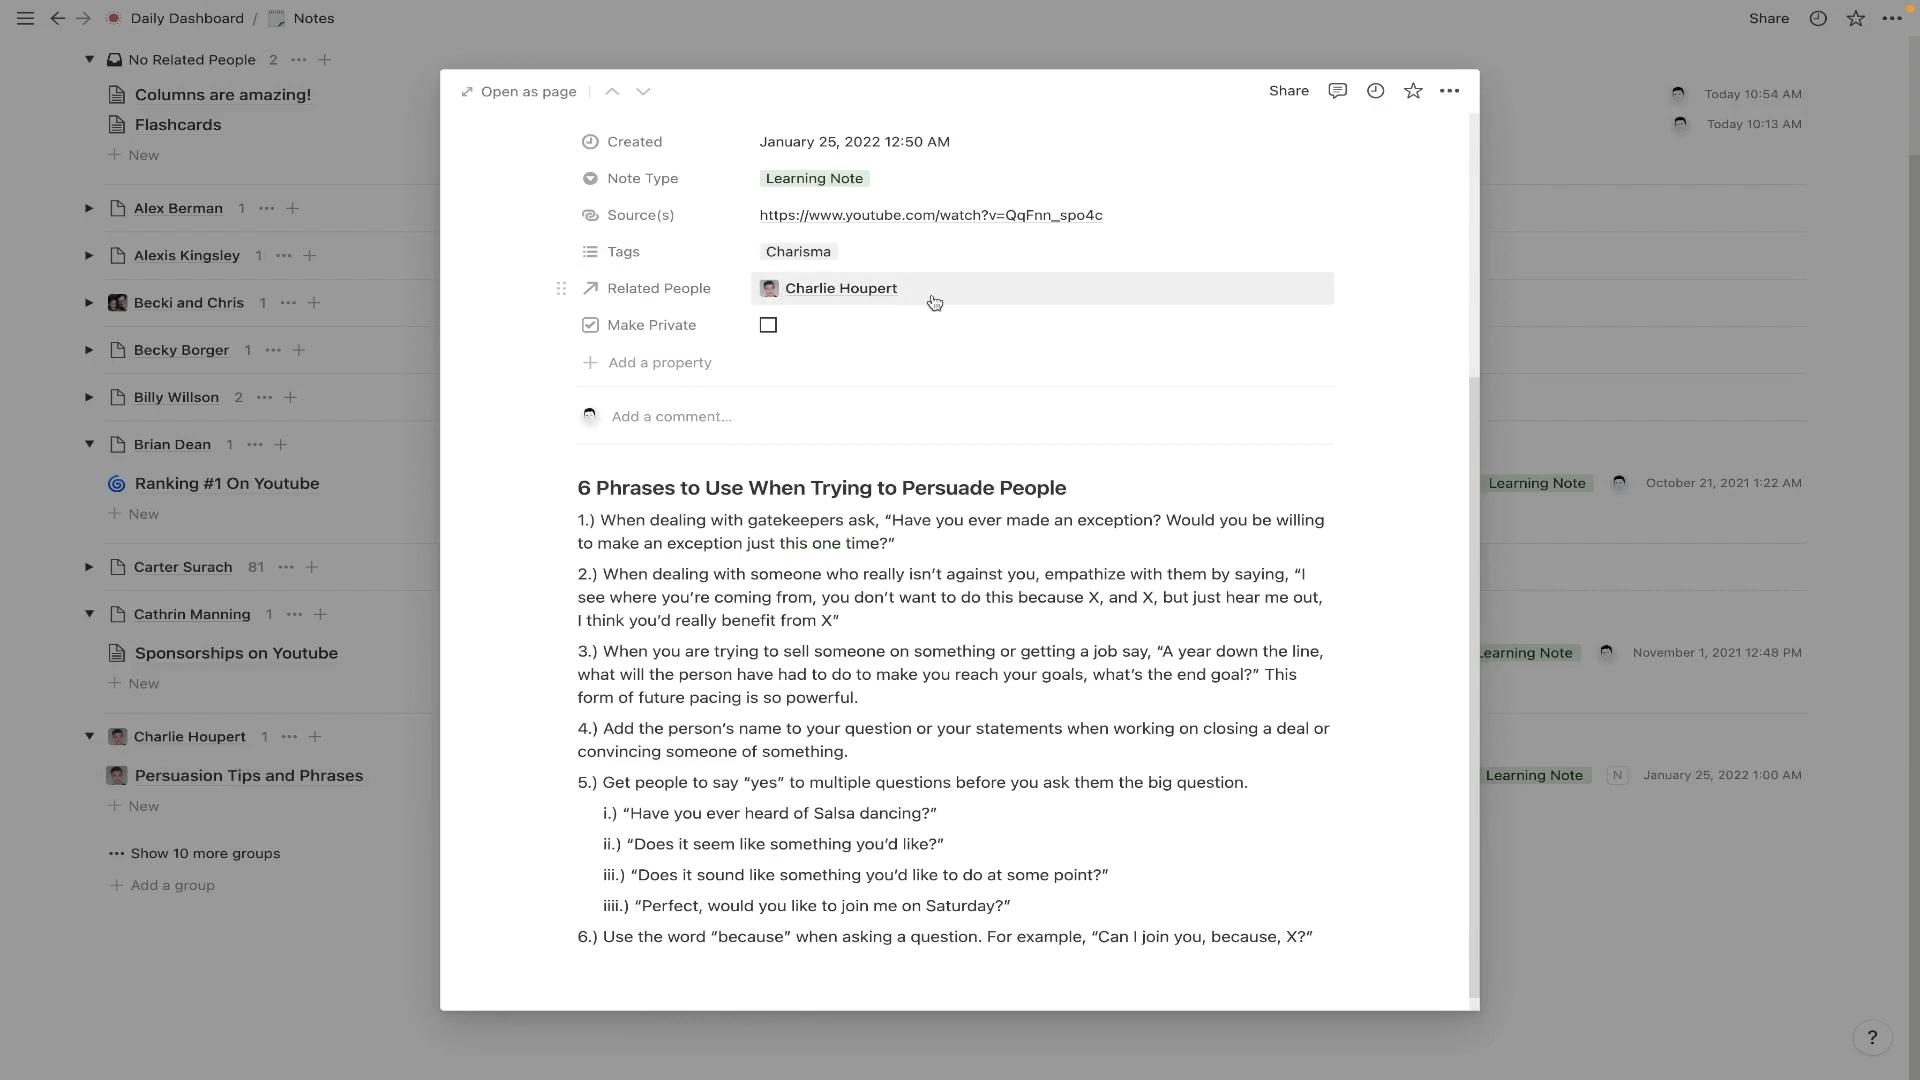 Daily Dashboard / Notes
Share
No Related People 2
Columns are amazing!
Today 10:54 AM
Flashcards
Today 10:13 AM
New
Alex Berman 1
Alexis Kingsley 1
Becki and Chris 1
Becky Borger 1
Billy Willson 2
Brian Dean 1
Ranking #1 On Youtube
Learning Note
October 21, 2021 1:22 AM
New
Carter Surach 81
Cathrin Manning 1
Sponsorships on Youtube
earning Note
November 1, 2021 12:48 PM
New
Charlie Houpert 1
Persuasion Tips and Phrases
Learning Note
N
January 25, 2022 1:00 AM
New
Show 10 more groups
Add a group
Open as page
Share
Created January 25, 2022 12:50 AM
Note Type Learning Note
Source(s) https://www.youtube.com/watch?v=QqFnn_spo4c
Tags Charisma
Related People Charlie Houpert
Make Private
Add a property
Add a comment...
6 Phrases to Use When Trying to Persuade People
1.) When dealing with gatekeepers ask, “Have you ever made an exception? Would you be willing
to make an exception just this one time?”
2.) When dealing with someone who really isn’t against you, empathize with them by saying, “I
see where you’re coming from, you don’t want to do this because X, and X, but just hear me out,
I think you’d really benefit from X”
3.) When you are trying to sell someone on something or getting a job say, “A year down the line,
what will the person have had to do to make you reach your goals, what’s the end goal?” This
form of future pacing is so powerful.
4.) Add the person’s name to your question or your statements when working on closing a deal or
convincing someone of something.
5.) Get people to say “yes” to multiple questions before you ask them the big question.
i.) “Have you ever heard of Salsa dancing?”
ii.) “Does it seem like something you’d like?”
iii.) “Does it sound like something you’d like to do at some point?”
iiii.) “Perfect, would you like to join me on Saturday?”
6.) Use the word “because” when asking a question. For example, “Can I join you, because, X?”
?